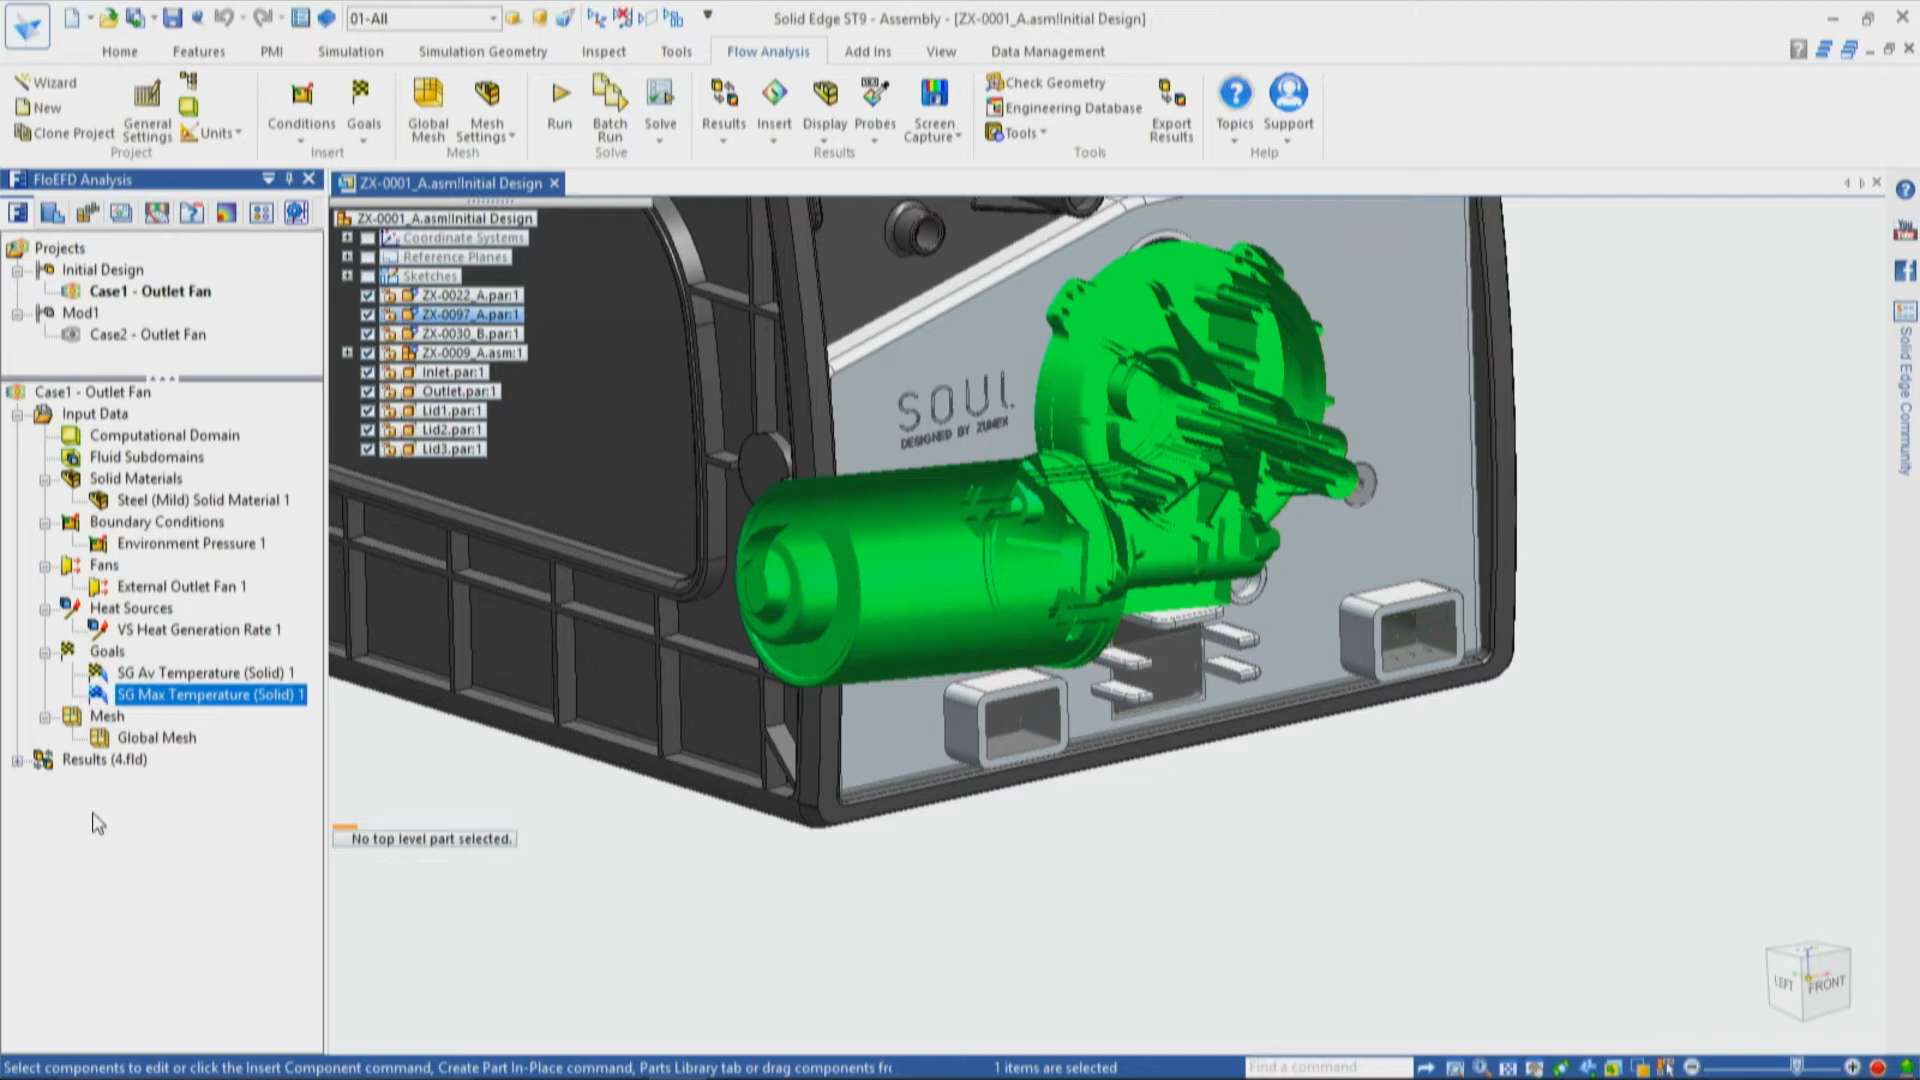 01-All
Solid Edge ST9 - Assembly - [ZX-0001_A.asm!Initial Design]
Home Features PMI Simulation Simulation Geometry Inspect Tools Flow Analysis Add Ins View Data Management
Wizard
New
Clone Project
General Settings
Units
Project
Conditions
Goals
Insert
Global Mesh
Mesh Settings
Mesh
Run
Batch Run
Solve
Solve
Results
Insert
Display
Probes
Screen Capture
Results
Check Geometry
Engineering Database
Tools
Export Results
Tools
Topics
Support
Help
FloEFD Analysis
ZX-0001_A.asm!Initial Design
Projects
Initial Design
Case1 - Outlet Fan
Mod1
Case2 - Outlet Fan
Case1 - Outlet Fan
Input Data
Computational Domain
Fluid Subdomains
Solid Materials
Steel (Mild) Solid Material 1
Boundary Conditions
Environment Pressure 1
Fans
External Outlet Fan 1
Heat Sources
VS Heat Generation Rate 1
Goals
SG Av Temperature (Solid) 1
SG Max Temperature (Solid) 1
Mesh
Global Mesh
Results (4.fld)
ZX-0001_A.asm!Initial Design
Coordinate Systems
Reference Planes
Sketches
ZX-0022_A.par:1
ZX-0097_A.par:1
ZX-0030_B.par:1
ZX-0009_A.asm:1
Inlet.par:1
Outlet.par:1
Lid1.par:1
Lid2.par:1
Lid3.par:1
SOUL
DESIGNED BY ZUMEX
No top level part selected.
LEFT
FRONT
You Tube
Solid Edge Community
Select components to edit or click the Insert Component command, Create Part In-Place command, Parts Library tab or drag components fr
1 items are selected
Find a command